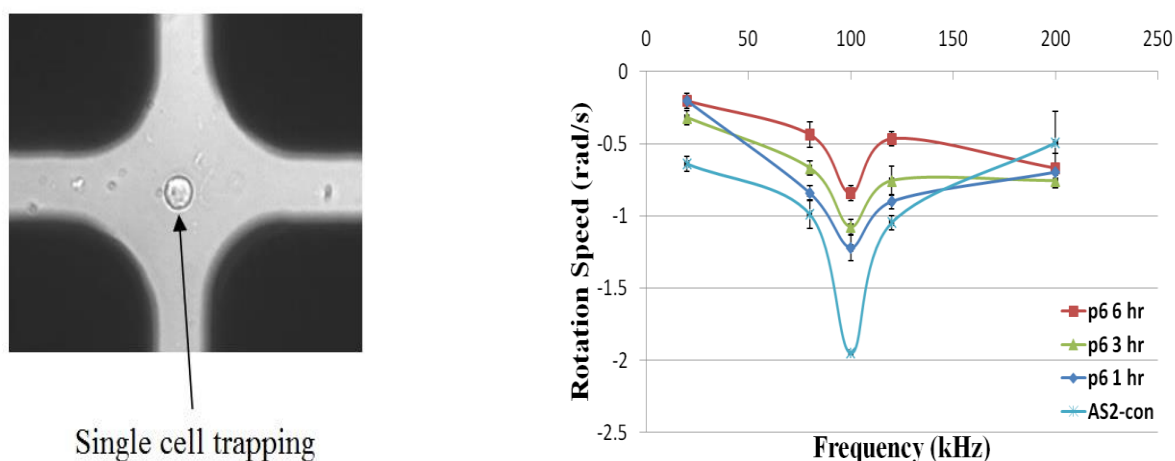 Single cell trapping
0 50 100 150 200 250
0
-0.5
-1
-1.5
-2
-2.5
Rotation Speed (rad/s)
Frequency (kHz)
p6 6 hr
p6 3 hr
p6 1 hr
AS2-con